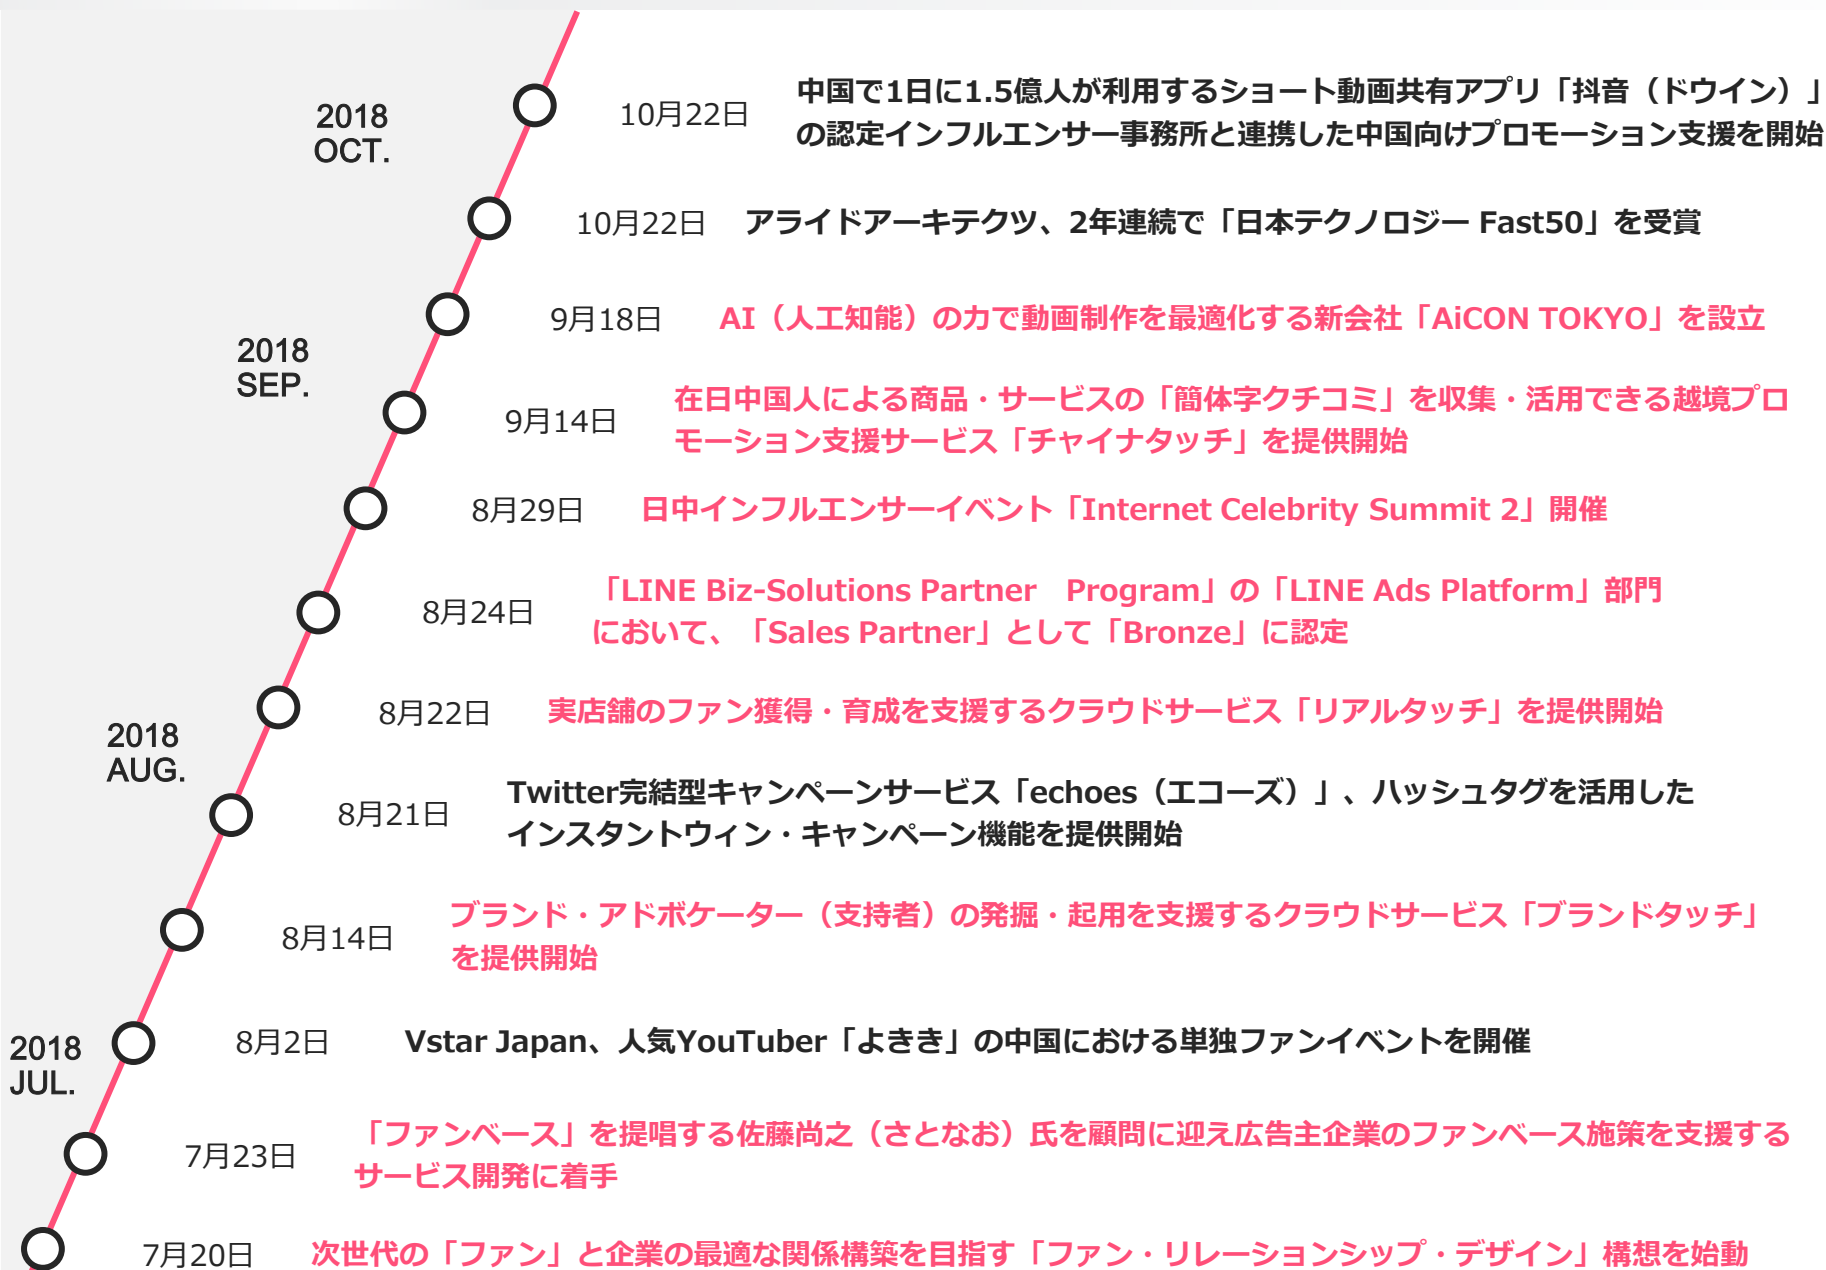 2018
OCT.
10月22日
中国で1日に1.5億人が利用するショート動画共有アプリ「抖音（ドウイン）」
の認定インフルエンサー事務所と連携した中国向けプロモーション支援を開始
10月22日 アライドアーキテクツ、2年連続で「日本テクノロジー Fast50」を受賞
2018
SEP.
9月18日 AI（人工知能）の力で動画制作を最適化する新会社「AiCON TOKYO」を設立
9月14日
在日中国人による商品・サービスの「簡体字クチコミ」を収集・活用できる越境プロ
モーション支援サービス「チャイナタッチ」を提供開始
2018
AUG.
8月29日 日中インフルエンサーイベント「Internet Celebrity Summit 2」開催
8月24日
「LINE Biz-Solutions Partner　Program」の「LINE Ads Platform」部門
において、「Sales Partner」として「Bronze」に認定
8月22日 実店舗のファン獲得・育成を支援するクラウドサービス「リアルタッチ」を提供開始
8月21日
Twitter完結型キャンペーンサービス「echoes（エコーズ）」、ハッシュタグを活用した
インスタントウィン・キャンペーン機能を提供開始
8月14日
ブランド・アドボケーター（支持者）の発掘・起用を支援するクラウドサービス「ブランドタッチ」
を提供開始
8月2日 Vstar Japan、人気YouTuber「よきき」の中国における単独ファンイベントを開催
2018
JUL.
7月23日
「ファンベース」を提唱する佐藤尚之（さとなお）氏を顧問に迎え広告主企業のファンベース施策を支援する
サービス開発に着手
7月20日 次世代の「ファン」と企業の最適な関係構築を目指す「ファン・リレーションシップ・デザイン」構想を始動